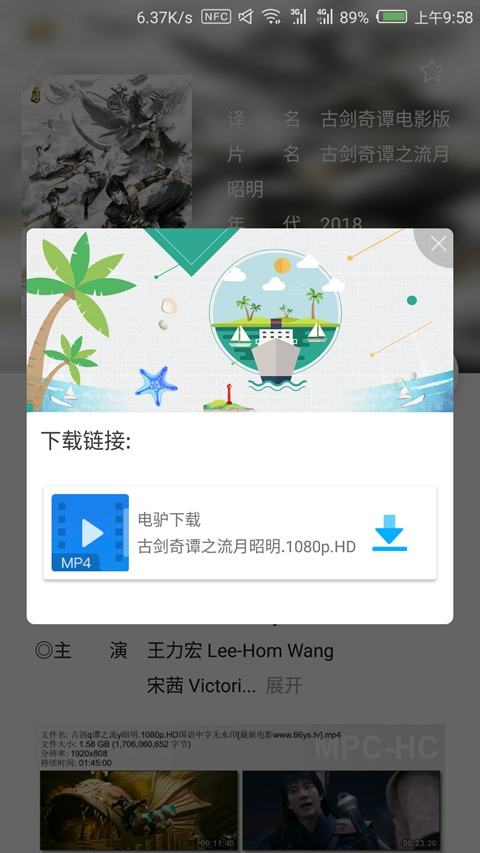 6.37K/s NFC 3G 4G 89% 上午9:58
译 名 古剑奇谭电影版
片 名 古剑奇谭之流月
昭明
年 代 2018
下载链接:
电驴下载
古剑奇谭之流月昭明.1080p.HD
MP4
◎主 演 王力宏 Lee-Hom Wang
宋茜 Victori... 展开
文件名: 古剑q谭之流y昭明.1080p.HD国语中字无水印[最新电影www.66ys.tv].mp4
文件大小: 1.58 GB (1,706,060,652 字节)
分辨率: 1920x808
持续时间: 01:45:00
MPC-HC
00:11:40
00:23:20